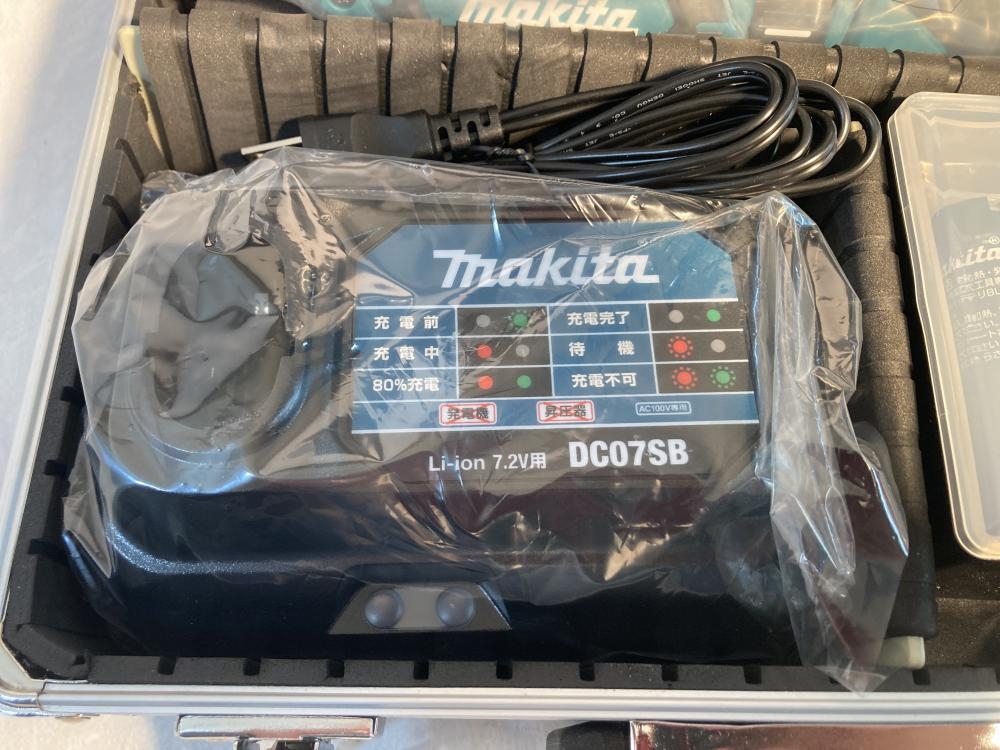 makita
makita®
充電前 充電完了
充電中 待機
80%充電 充電不可
発電機 昇圧器 AC100V専用
Li-ion 7.2V用 DC07SB